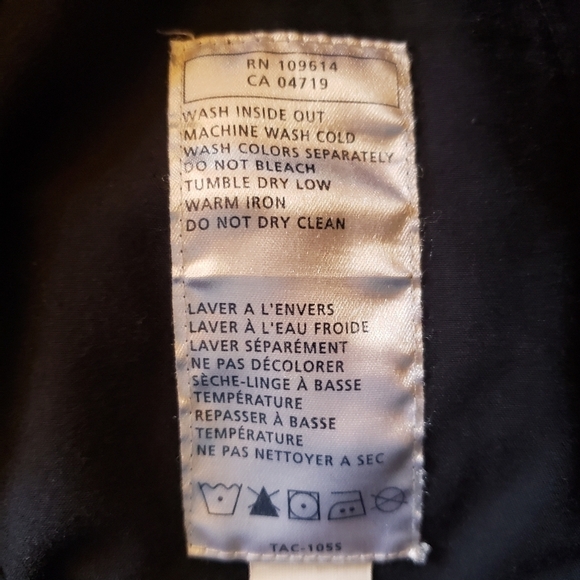 RN 109614
CA 04719
WASH INSIDE OUT
MACHINE WASH COLD
WASH COLORS SEPARATELY
DO NOT BLEACH
TUMBLE DRY LOW
WARM IRON
DO NOT DRY CLEAN
LAVER A L'ENVERS
LAVER À L'EAU FROIDE
LAVER SÉPARÉMENT
NE PAS DÉCOLORER
SÈCHE-LINGE À BASSE
TEMPÉRATURE
REPASSER À BASSE
TEMPÉRATURE
NE PAS NETTOYER A SEC
TAC-1055